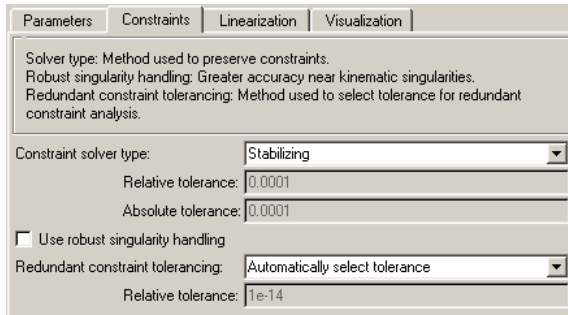 Parameters Constraints Linearization Visualization
Solver type: Method used to preserve constraints.
Robust singularity handling: Greater accuracy near kinematic singularities.
Redundant constraint tolerancing: Method used to select tolerance for redundant
constraint analysis.
Constraint solver type: Stabilizing
Relative tolerance: 0.0001
Absolute tolerance: 0.0001
Use robust singularity handling
Redundant constraint tolerancing: Automatically select tolerance
Relative tolerance: 1e-14